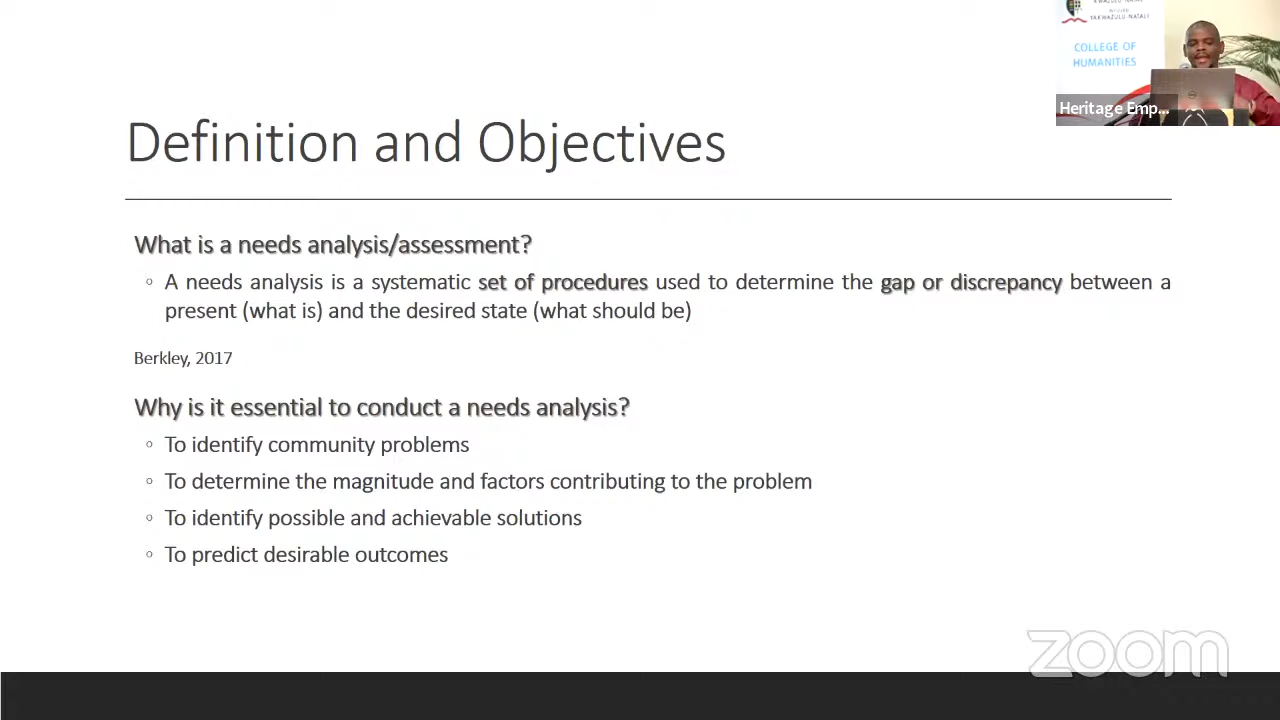 YAKWAZULU-NATALI
COLLEGE OF
HUMANITIES
Heritage Emp...
Definition and Objectives
What is a needs analysis/assessment?
◦ A needs analysis is a systematic set of procedures used to determine the gap or discrepancy between a
present (what is) and the desired state (what should be)
Berkley, 2017
Why is it essential to conduct a needs analysis?
◦ To identify community problems
◦ To determine the magnitude and factors contributing to the problem
◦ To identify possible and achievable solutions
◦ To predict desirable outcomes
zoom